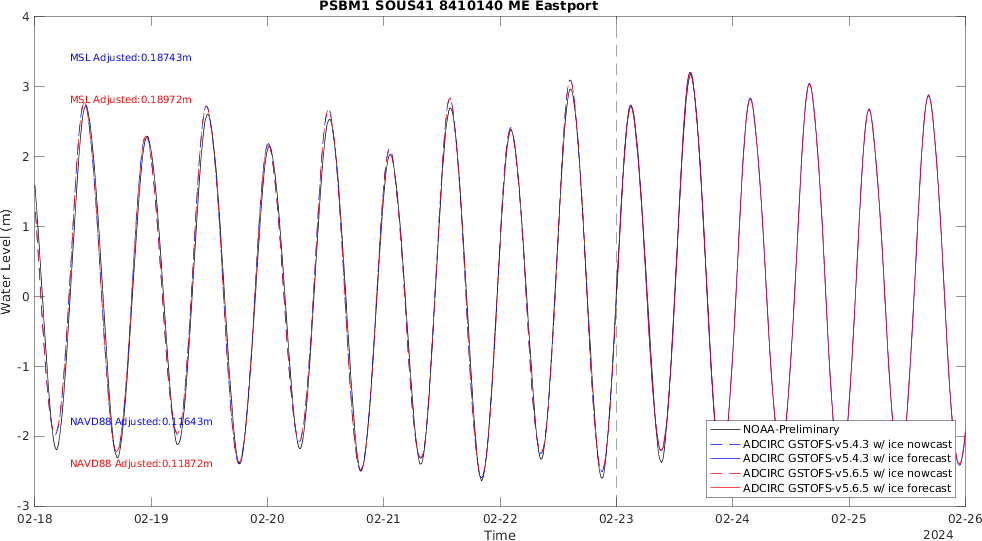 PSBM1 SOUS41 8410140 ME Eastport
4
3
2
1
0
-1
-2
-3
Water Level (m)
MSL Adjusted:0.18743m
MSL Adjusted:0.18972m
NAVD88 Adjusted:0.11643m
NAVD88 Adjusted:0.11872m
NOAA-Preliminary
ADCIRC GSTOFS-v5.4.3 w/ ice nowcast
ADCIRC GSTOFS-v5.4.3 w/ ice forecast
ADCIRC GSTOFS-v5.6.5 w/ ice nowcast
ADCIRC GSTOFS-v5.6.5 w/ ice forecast
02-18 02-19 02-20 02-21 02-22 02-23 02-24 02-25 02-26
Time
2024